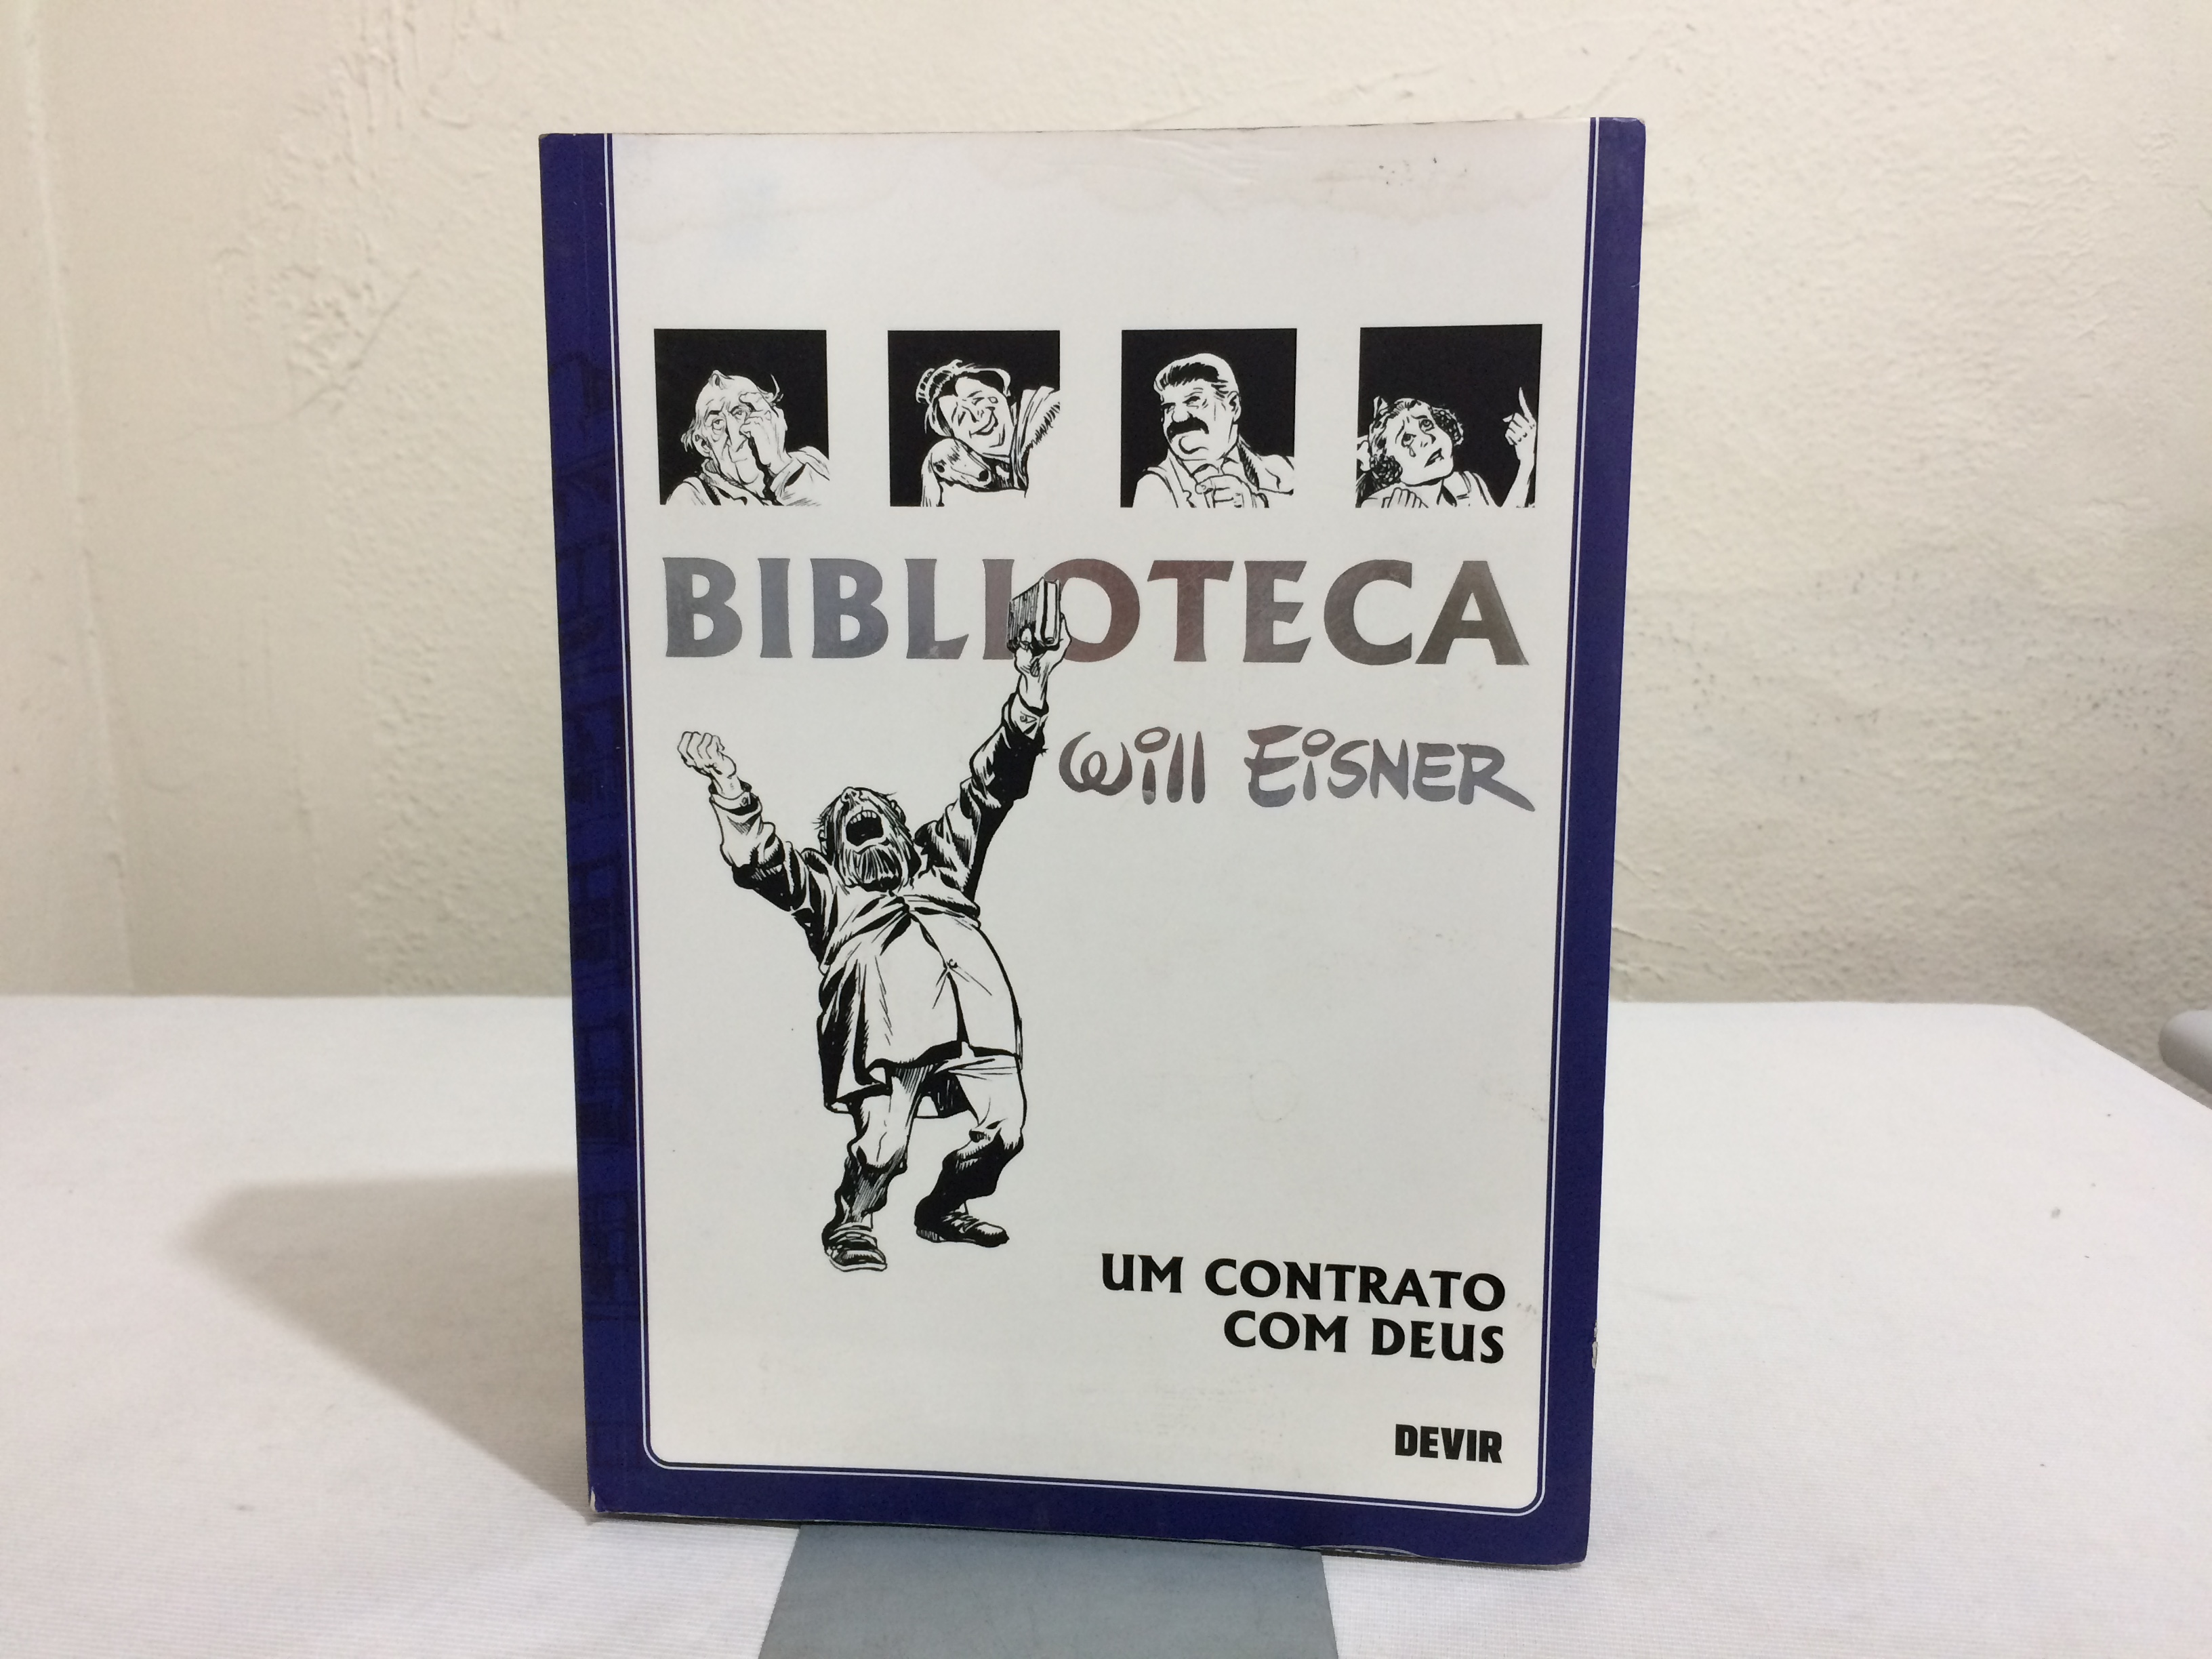 BIBLIOTECA
Will EiSNER
UM CONTRATO
COM DEUS
DEVIR